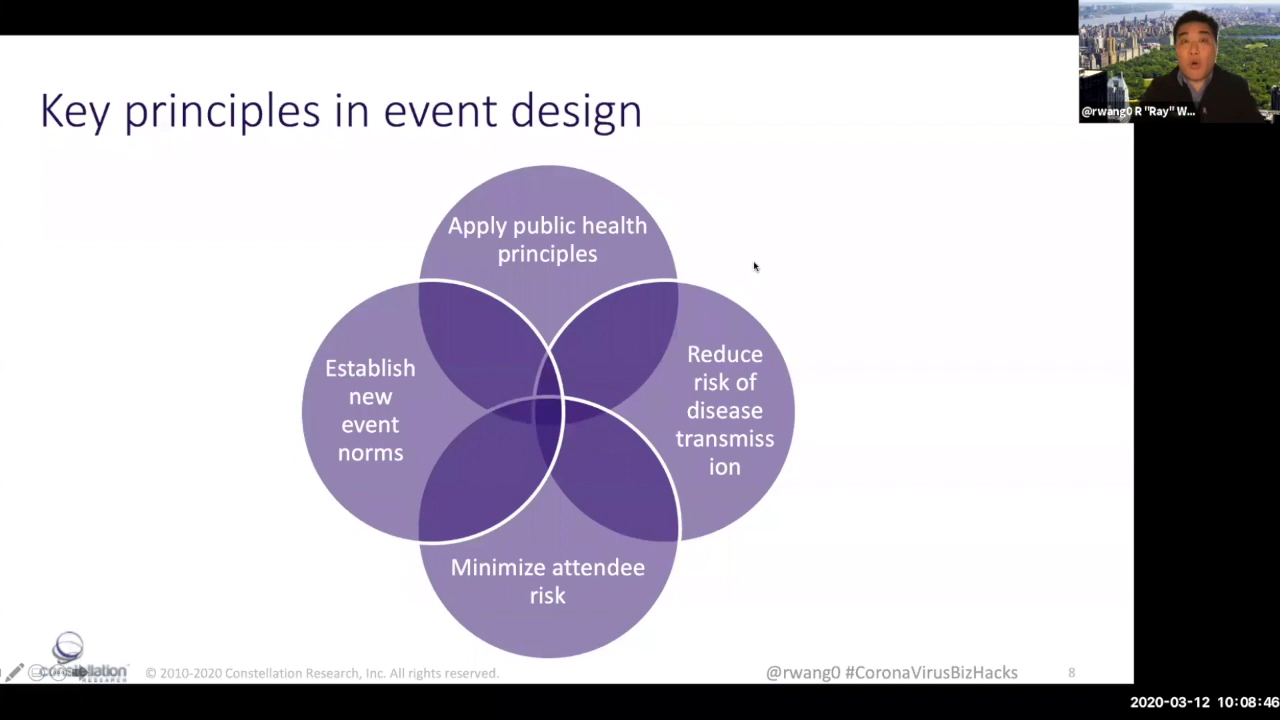 Key principles in event design
@rwang0 R "Ray" W...
Apply public health
principles
Establish
new
event
norms
Reduce
risk of
disease
transmiss
ion
Minimize attendee
risk
RESEARCH
© 2010-2020 Constellation Research, Inc. All rights reserved.
@rwang0 #CoronaVirusBizHacks
8
2020-03-12 10:08:46